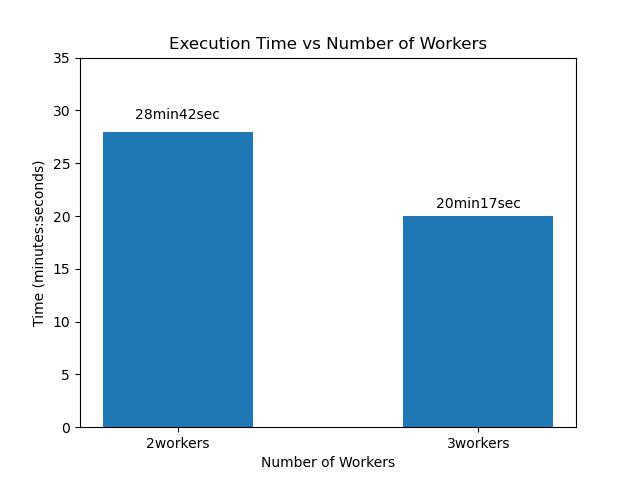 Execution Time vs Number of Workers
35
30
25
20
15
10
5
0
Time (minutes:seconds)
28min42sec
20min17sec
2workers
3workers
Number of Workers